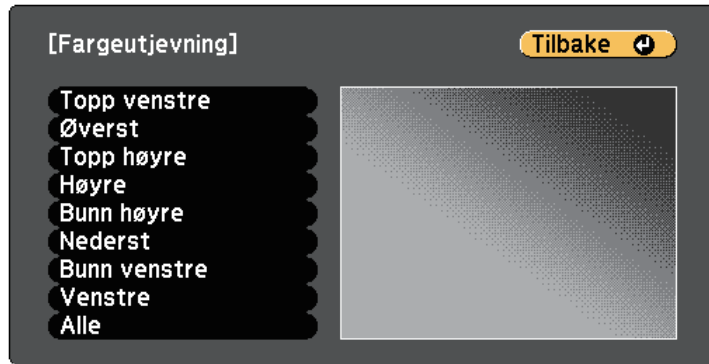 [Fargeutjevning]
Tilbake
Topp venstre
Øverst
Topp høyre
Høyre
Bunn høyre
Nederst
Bunn venstre
Venstre
Alle